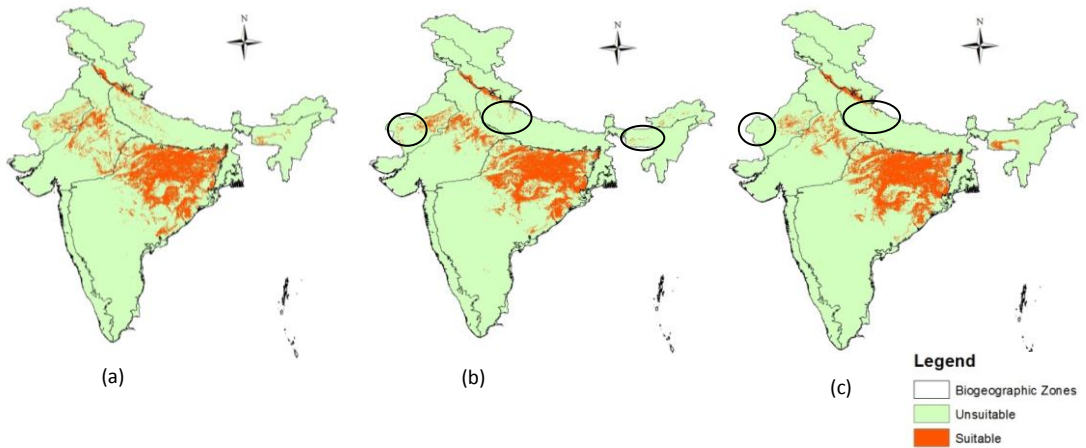 N
N
N
(a)
(b)
(c)
Legend
Biogeographic Zones
Unsuitable
Suitable